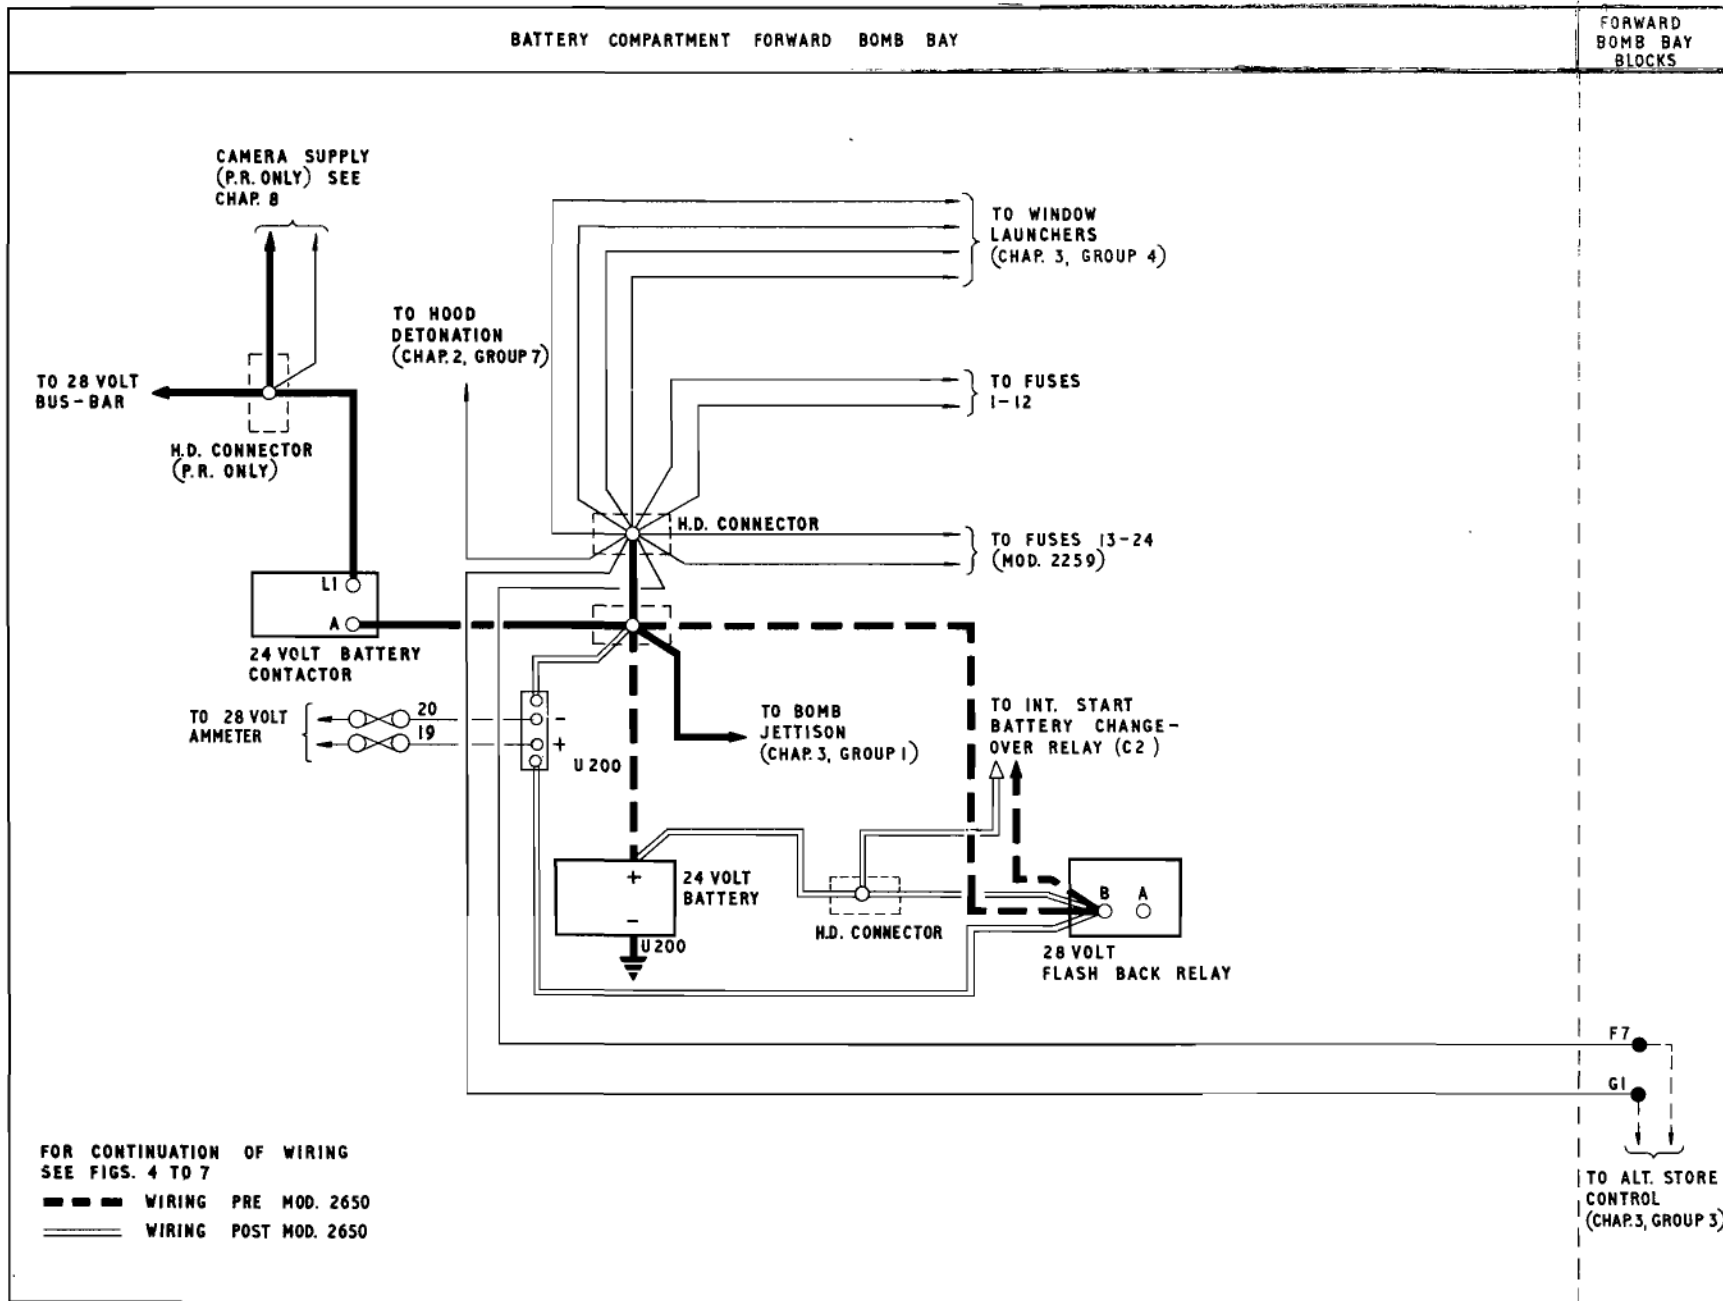 BATTERY COMPARTMENT FORWARD BOMB BAY
FORWARD
BOMB BAY
BLOCKS
CAMERA SUPPLY
(P.R. ONLY) SEE
CHAP. 8
TO WINDOW
LAUNCHERS
(CHAP. 3, GROUP 4)
TO HOOD
DETONATION
(CHAP. 2, GROUP 7)
TO 28 VOLT
BUS-BAR
TO FUSES
1-12
H.D. CONNECTOR
(P.R. ONLY)
H.D. CONNECTOR
TO FUSES 13-24
(MOD. 2259)
L1
A
24 VOLT BATTERY
CONTACTOR
TO 28 VOLT
AMMETER
20
19
-
+
U200
TO BOMB
JETTISON
(CHAP. 3, GROUP 1)
TO INT. START
BATTERY CHANGE-
OVER RELAY (C2)
+
-
24 VOLT
BATTERY
U200
H.D. CONNECTOR
B A
28 VOLT
FLASH BACK RELAY
F7
G1
TO ALT. STORE
CONTROL
(CHAP. 3, GROUP 3)
FOR CONTINUATION OF WIRING
SEE FIGS. 4 TO 7
WIRING PRE MOD. 2650
WIRING POST MOD. 2650